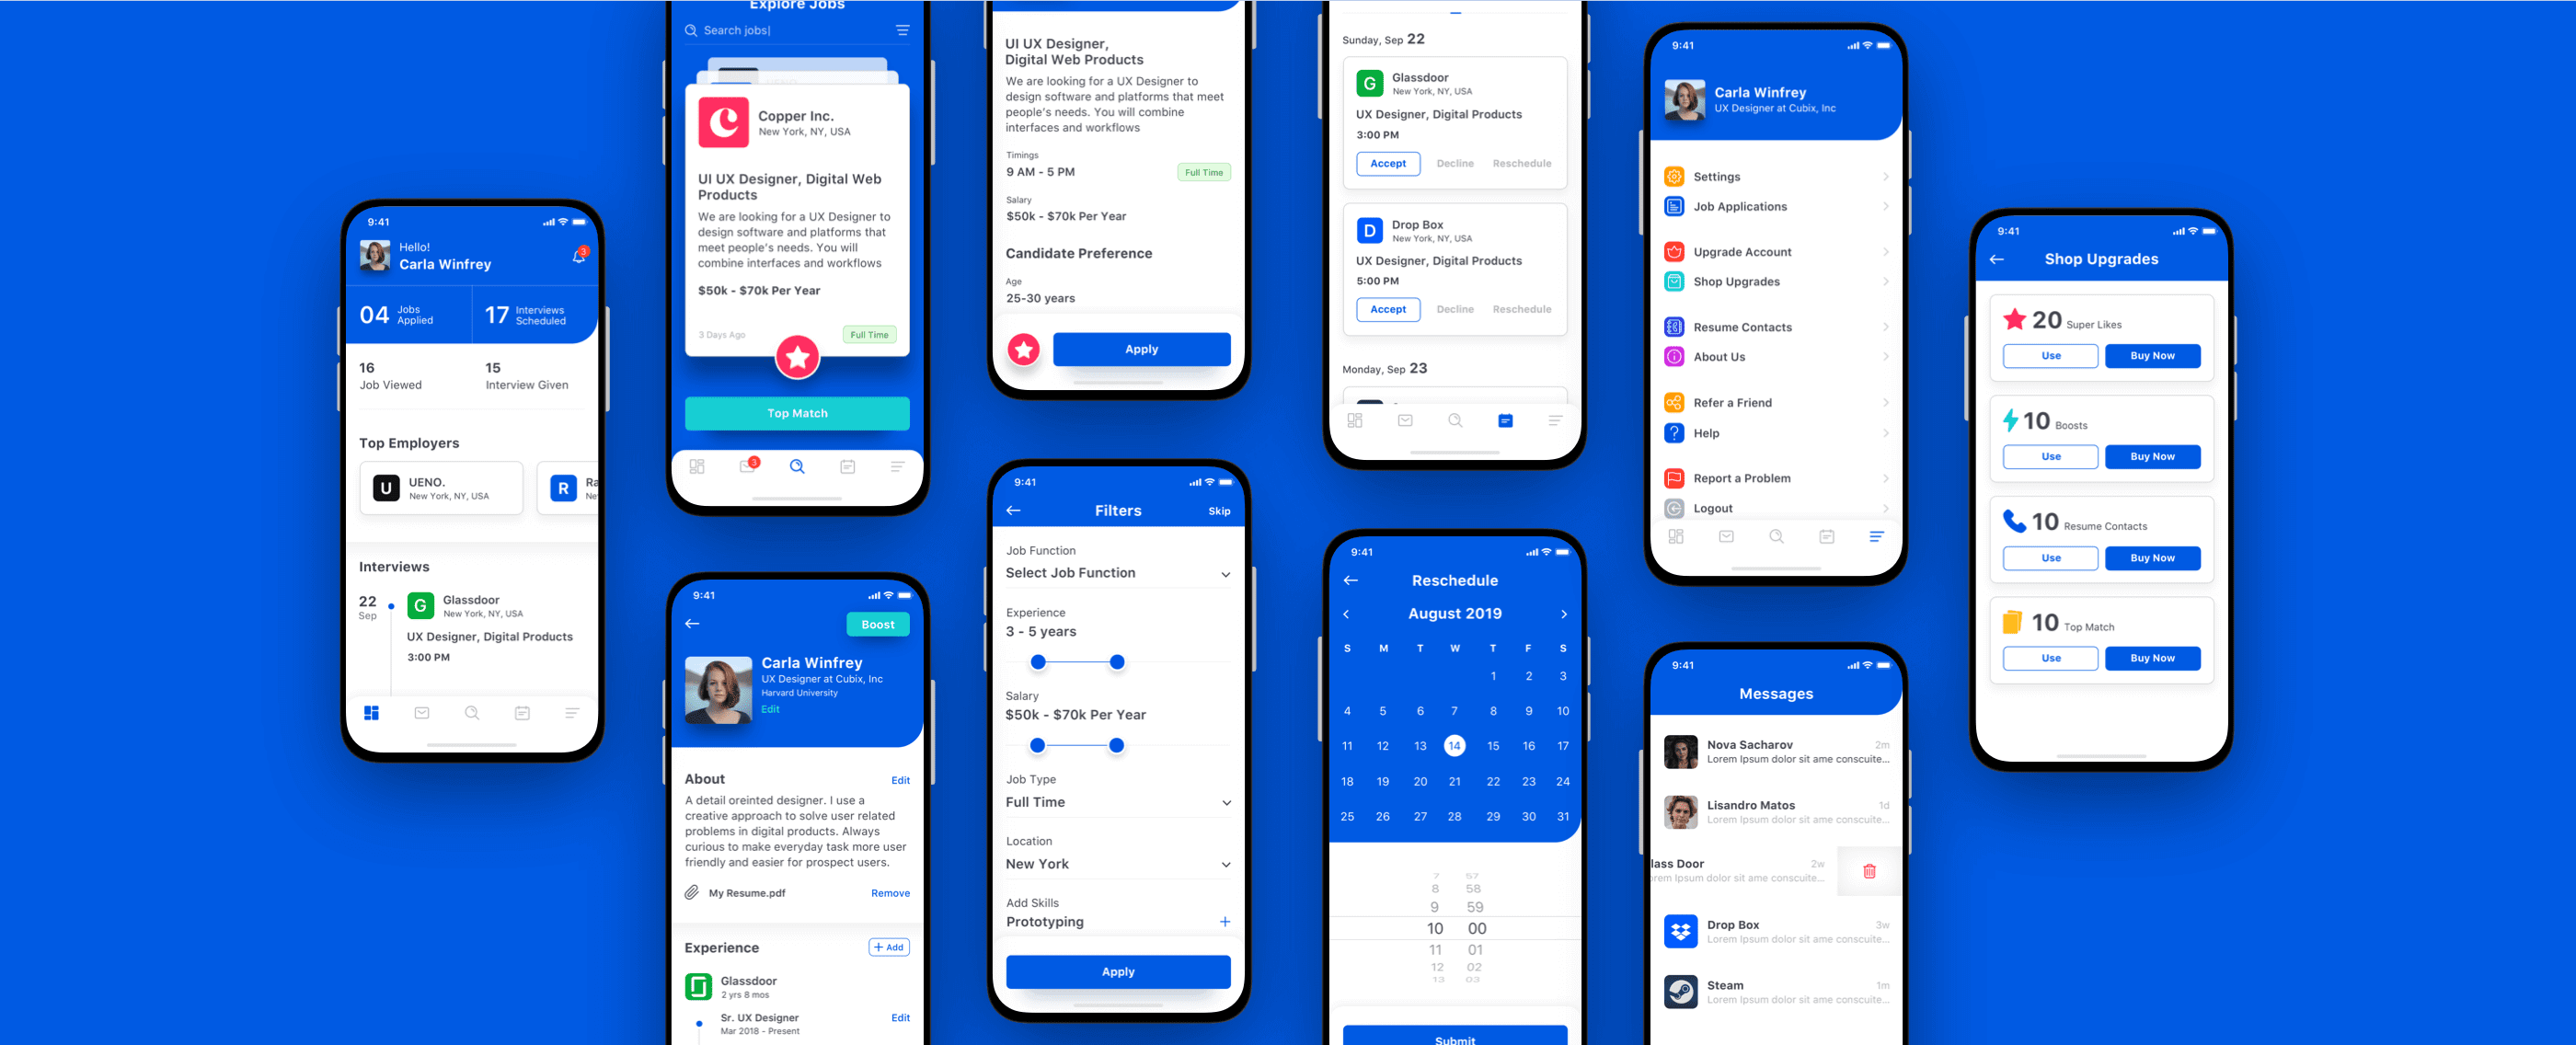 9:41
Hello!
Carla Winfrey
3
04 Jobs Applied
17 Interviews Scheduled
16
Job Viewed
15
Interview Given
Top Employers
U
UENO.
New York, NY, USA
R
Ra
Ne
Interviews
22
Sep
G
Glassdoor
New York, NY, USA
UX Designer, Digital Products
3:00 PM
Explore Jobs
Search jobs|
Copper Inc.
New York, NY, USA
UI UX Designer, Digital Web
Products
We are looking for a UX Designer to
design software and platforms that
meet people's needs. You will
combine interfaces and workflows
$50k - $70k Per Year
3 Days Ago
Full Time
Top Match
3
9:41
Boost
Carla Winfrey
UX Designer at Cubix, Inc
Harvard University
Edit
About
Edit
A detail oreinted designer. I use a
creative approach to solve user related
problems in digital products. Always
curious to make everyday task more user
friendly and easier for prospect users.
My Resume.pdf
Remove
Experience
+ Add
Glassdoor
2 yrs 8 mos
Sr. UX Designer
Edit
Mar 2018 - Present
UI UX Designer,
Digital Web Products
We are looking for a UX Designer to
design software and platforms that meet
people's needs. You will combine
interfaces and workflows
Timings
9 AM - 5 PM
Full Time
Salary
$50k - $70k Per Year
Candidate Preference
Age
25-30 years
Apply
9:41
Filters
Skip
Job Function
Select Job Function
Experience
3 - 5 years
Salary
$50k - $70k Per Year
Job Type
Full Time
Location
New York
Add Skills
Prototyping
+
Apply
Sunday, Sep 22
G
Glassdoor
New York, NY, USA
UX Designer, Digital Products
3:00 PM
Accept Decline Reschedule
D
Drop Box
New York, NY, USA
UX Designer, Digital Products
5:00 PM
Accept Decline Reschedule
Monday, Sep 23
9:41
Reschedule
August 2019
S M T W T F S
1 2 3
4 5 6 7 8 9 10
11 12 13 14 15 16 17
18 19 20 21 22 23 24
25 26 27 28 29 30 31
7 57
8 58
9 59
10 00
11 01
12 02
13 03
Submit
9:41
Carla Winfrey
UX Designer at Cubix, Inc
Settings
Job Applications
Upgrade Account
Shop Upgrades
Resume Contacts
About Us
Refer a Friend
Help
Report a Problem
Logout
9:41
Messages
Nova Sacharov
2m
Lorem Ipsum dolor sit ame conscuite...
Lisandro Matos
1d
Lorem Ipsum dolor sit ame conscuite...
lass Door
2w
rem Ipsum dolor sit ame conscuite...
Drop Box
3w
Lorem Ipsum dolor sit ame conscuite...
Steam
1m
Lorem Ipsum dolor sit ame conscuite...
9:41
Shop Upgrades
20 Super Likes
Use Buy Now
10 Boosts
Use Buy Now
10 Resume Contacts
Use Buy Now
10 Top Match
Use Buy Now